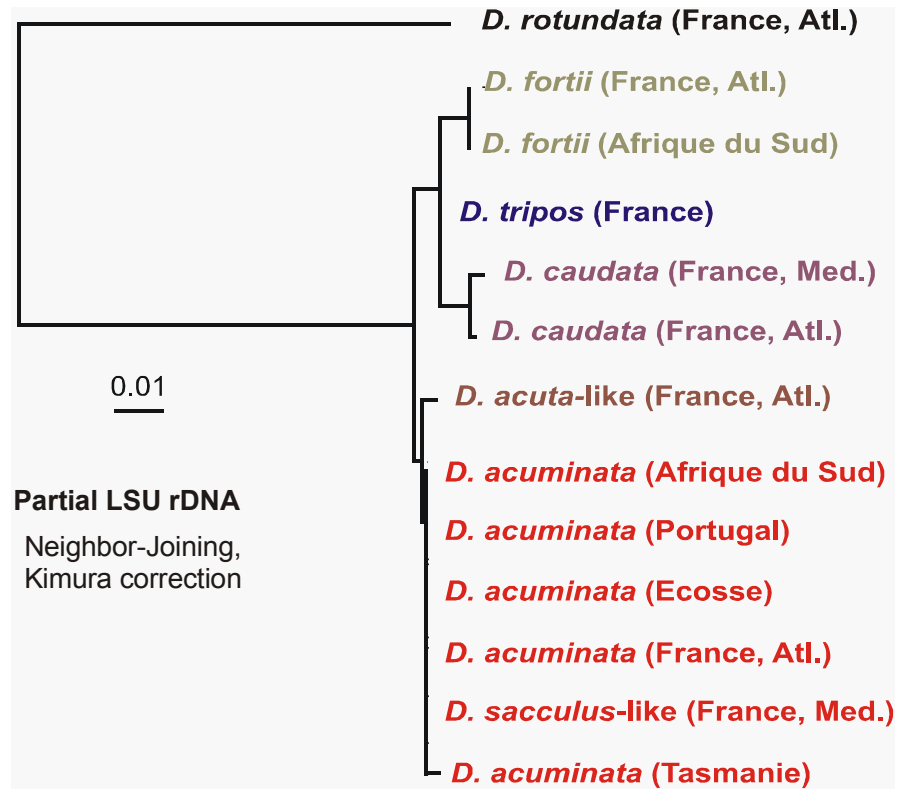 D. rotundata (France, Atl.)
D. fortii (France, Atl.)
D. fortii (Afrique du Sud)
D. tripos (France)
D. caudata (France, Med.)
D. caudata (France, Atl.)
D. acuta-like (France, Atl.)
0.01
D. acuminata (Afrique du Sud)
D. acuminata (Portugal)
D. acuminata (Ecosse)
D. acuminata (France, Atl.)
D. sacculus-like (France, Med.)
D. acuminata (Tasmanie)
Partial LSU rDNA
Neighbor-Joining,
Kimura correction